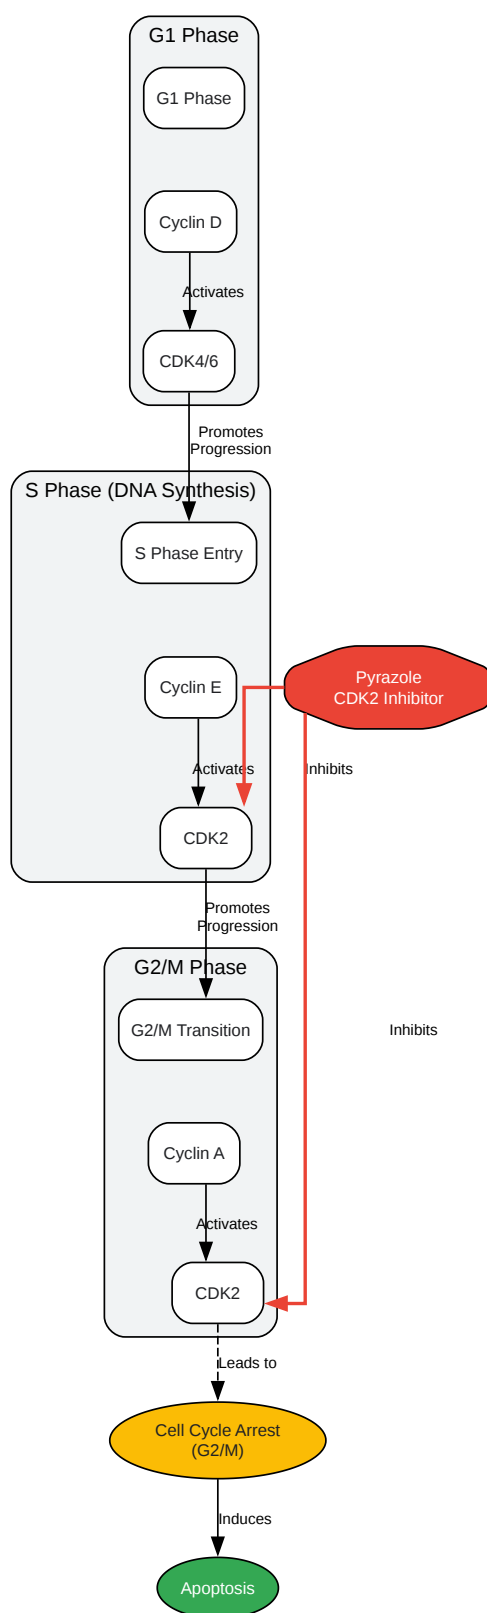 G1 Phase
G1 Phase
Cyclin D
Activates
CDK4/6
Promotes
Progression
S Phase (DNA Synthesis)
S Phase Entry
Cyclin E
Pyrazole
CDK2 Inhibitor
Activates
Inhibits
CDK2
Promotes
Progression
G2/M Phase
G2/M Transition
Inhibits
Cyclin A
Activates
CDK2
Leads to
Cell Cycle Arrest
(G2/M)
Induces
Apoptosis